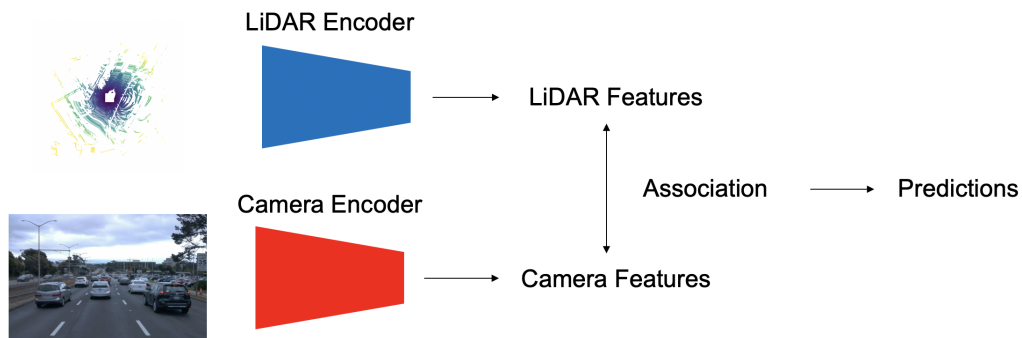 LiDAR Encoder
LiDAR Features
Association
Predictions
Camera Encoder
Camera Features